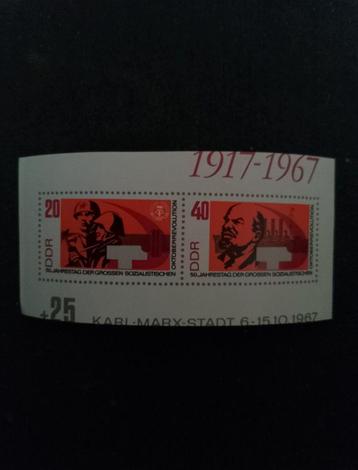 1917-1967
20
DDR
50. JAHRESTAG DER GROSSEN SOZIALISTISCHEN
OKTOBERREVOLUTION
40
DDR
50. JAHRESTAG DER GROSSEN SOZIALISTISCHEN
OKTOBERREVOLUTION
+25
KARL-MARX-STADT 6.-15.10.1967